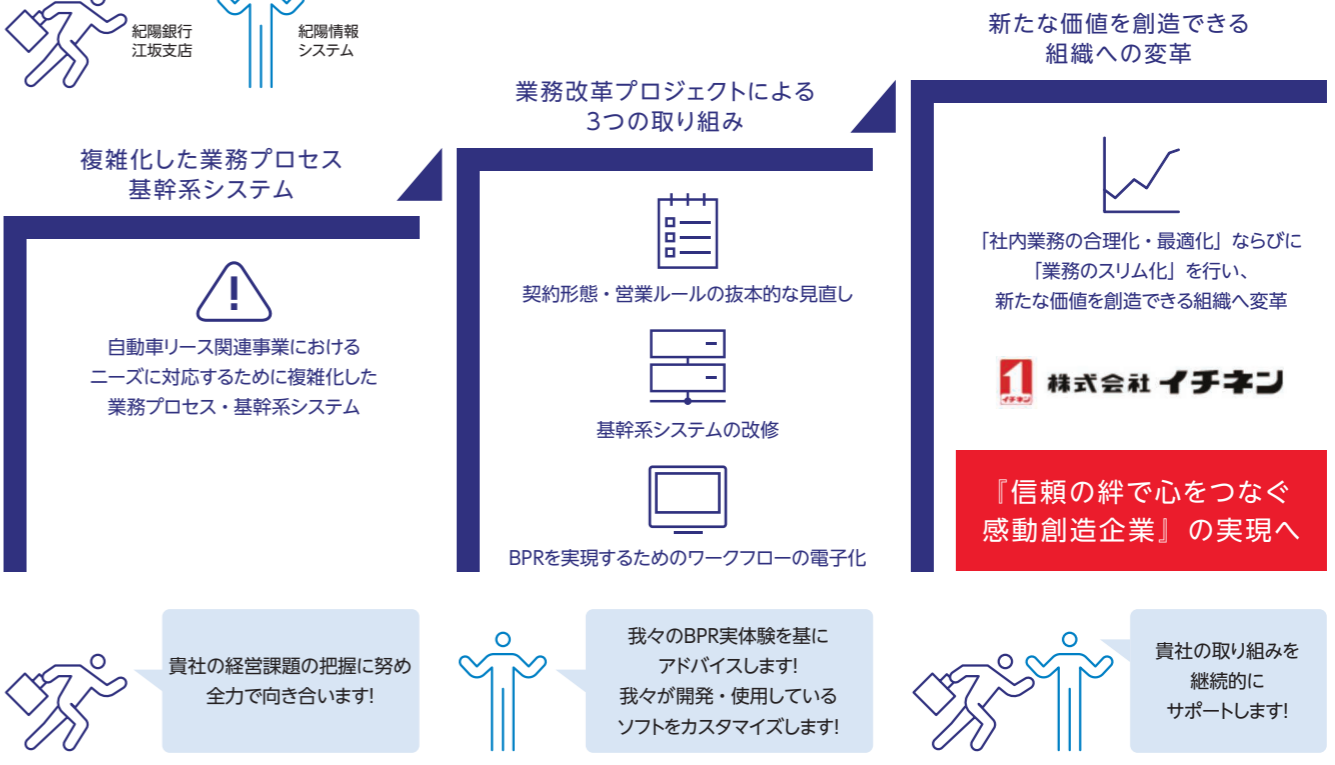 紀陽銀行
江坂支店
紀陽情報
システム
複雑化した業務プロセス
基幹系システム
自動車リース関連事業における
ニーズに対応するために複雑化した
業務プロセス・基幹系システム
業務改革プロジェクトによる
3つの取り組み
契約形態・営業ルールの抜本的な見直し
基幹系システムの改修
BPRを実現するためのワークフローの電子化
新たな価値を創造できる
組織への変革
「社内業務の合理化・最適化」ならびに
「業務のスリム化」を行い、
新たな価値を創造できる組織へ変革
1
イチネン
株式会社イチネン
『信頼の絆で心をつなぐ
感動創造企業』の実現へ
貴社の経営課題の把握に努め
全力で向き合います!
我々のBPR実体験を基に
アドバイスします!
我々が開発・使用している
ソフトをカスタマイズします!
貴社の取り組みを
継続的に
サポートします!